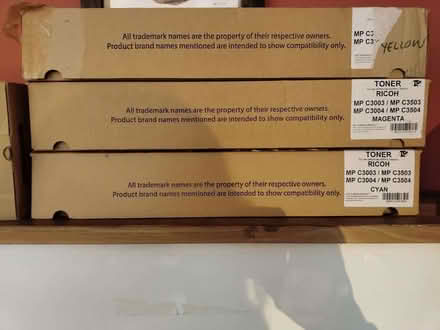 All trademark names are the property of their respective owners.
Product brand names mentioned are intended to show compatibility only.
MP C3
MP C3
YELLOW
All trademark names are the property of their respective owners.
Product brand names mentioned are intended to show compatibility only.
TONER
RICOH
MP C3003 / MP C3503
MP C3004 / MP C3504
MAGENTA
All trademark names are the property of their respective owners.
Product brand names mentioned are intended to show compatibility only.
TONER
RICOH
MP C3003 / MP C3503
MP C3004 / MP C3504
CYAN